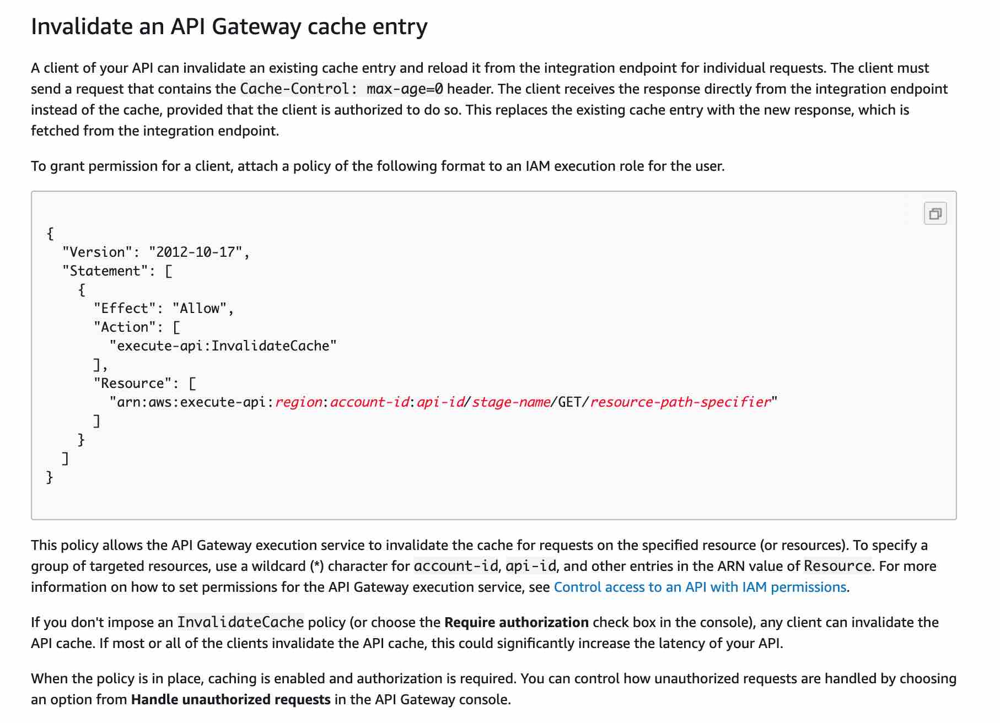 Invalidate an API Gateway cache entry
A client of your API can invalidate an existing cache entry and reload it from the integration endpoint for individual requests. The client must
send a request that contains the Cache-Control: max-age=0 header. The client receives the response directly from the integration endpoint
instead of the cache, provided that the client is authorized to do so. This replaces the existing cache entry with the new response, which is
fetched from the integration endpoint.
To grant permission for a client, attach a policy of the following format to an IAM execution role for the user.
{
  "Version": "2012-10-17",
  "Statement": [
    {
      "Effect": "Allow",
      "Action": [
        "execute-api:InvalidateCache"
      ],
      "Resource": [
        "arn:aws:execute-api:region:account-id:api-id/stage-name/GET/resource-path-specifier"
      ]
    }
  ]
}
This policy allows the API Gateway execution service to invalidate the cache for requests on the specified resource (or resources). To specify a
group of targeted resources, use a wildcard (*) character for account-id, api-id, and other entries in the ARN value of Resource. For more
information on how to set permissions for the API Gateway execution service, see Control access to an API with IAM permissions.
If you don't impose an InvalidateCache policy (or choose the Require authorization check box in the console), any client can invalidate the
API cache. If most or all of the clients invalidate the API cache, this could significantly increase the latency of your API.
When the policy is in place, caching is enabled and authorization is required. You can control how unauthorized requests are handled by choosing
an option from Handle unauthorized requests in the API Gateway console.